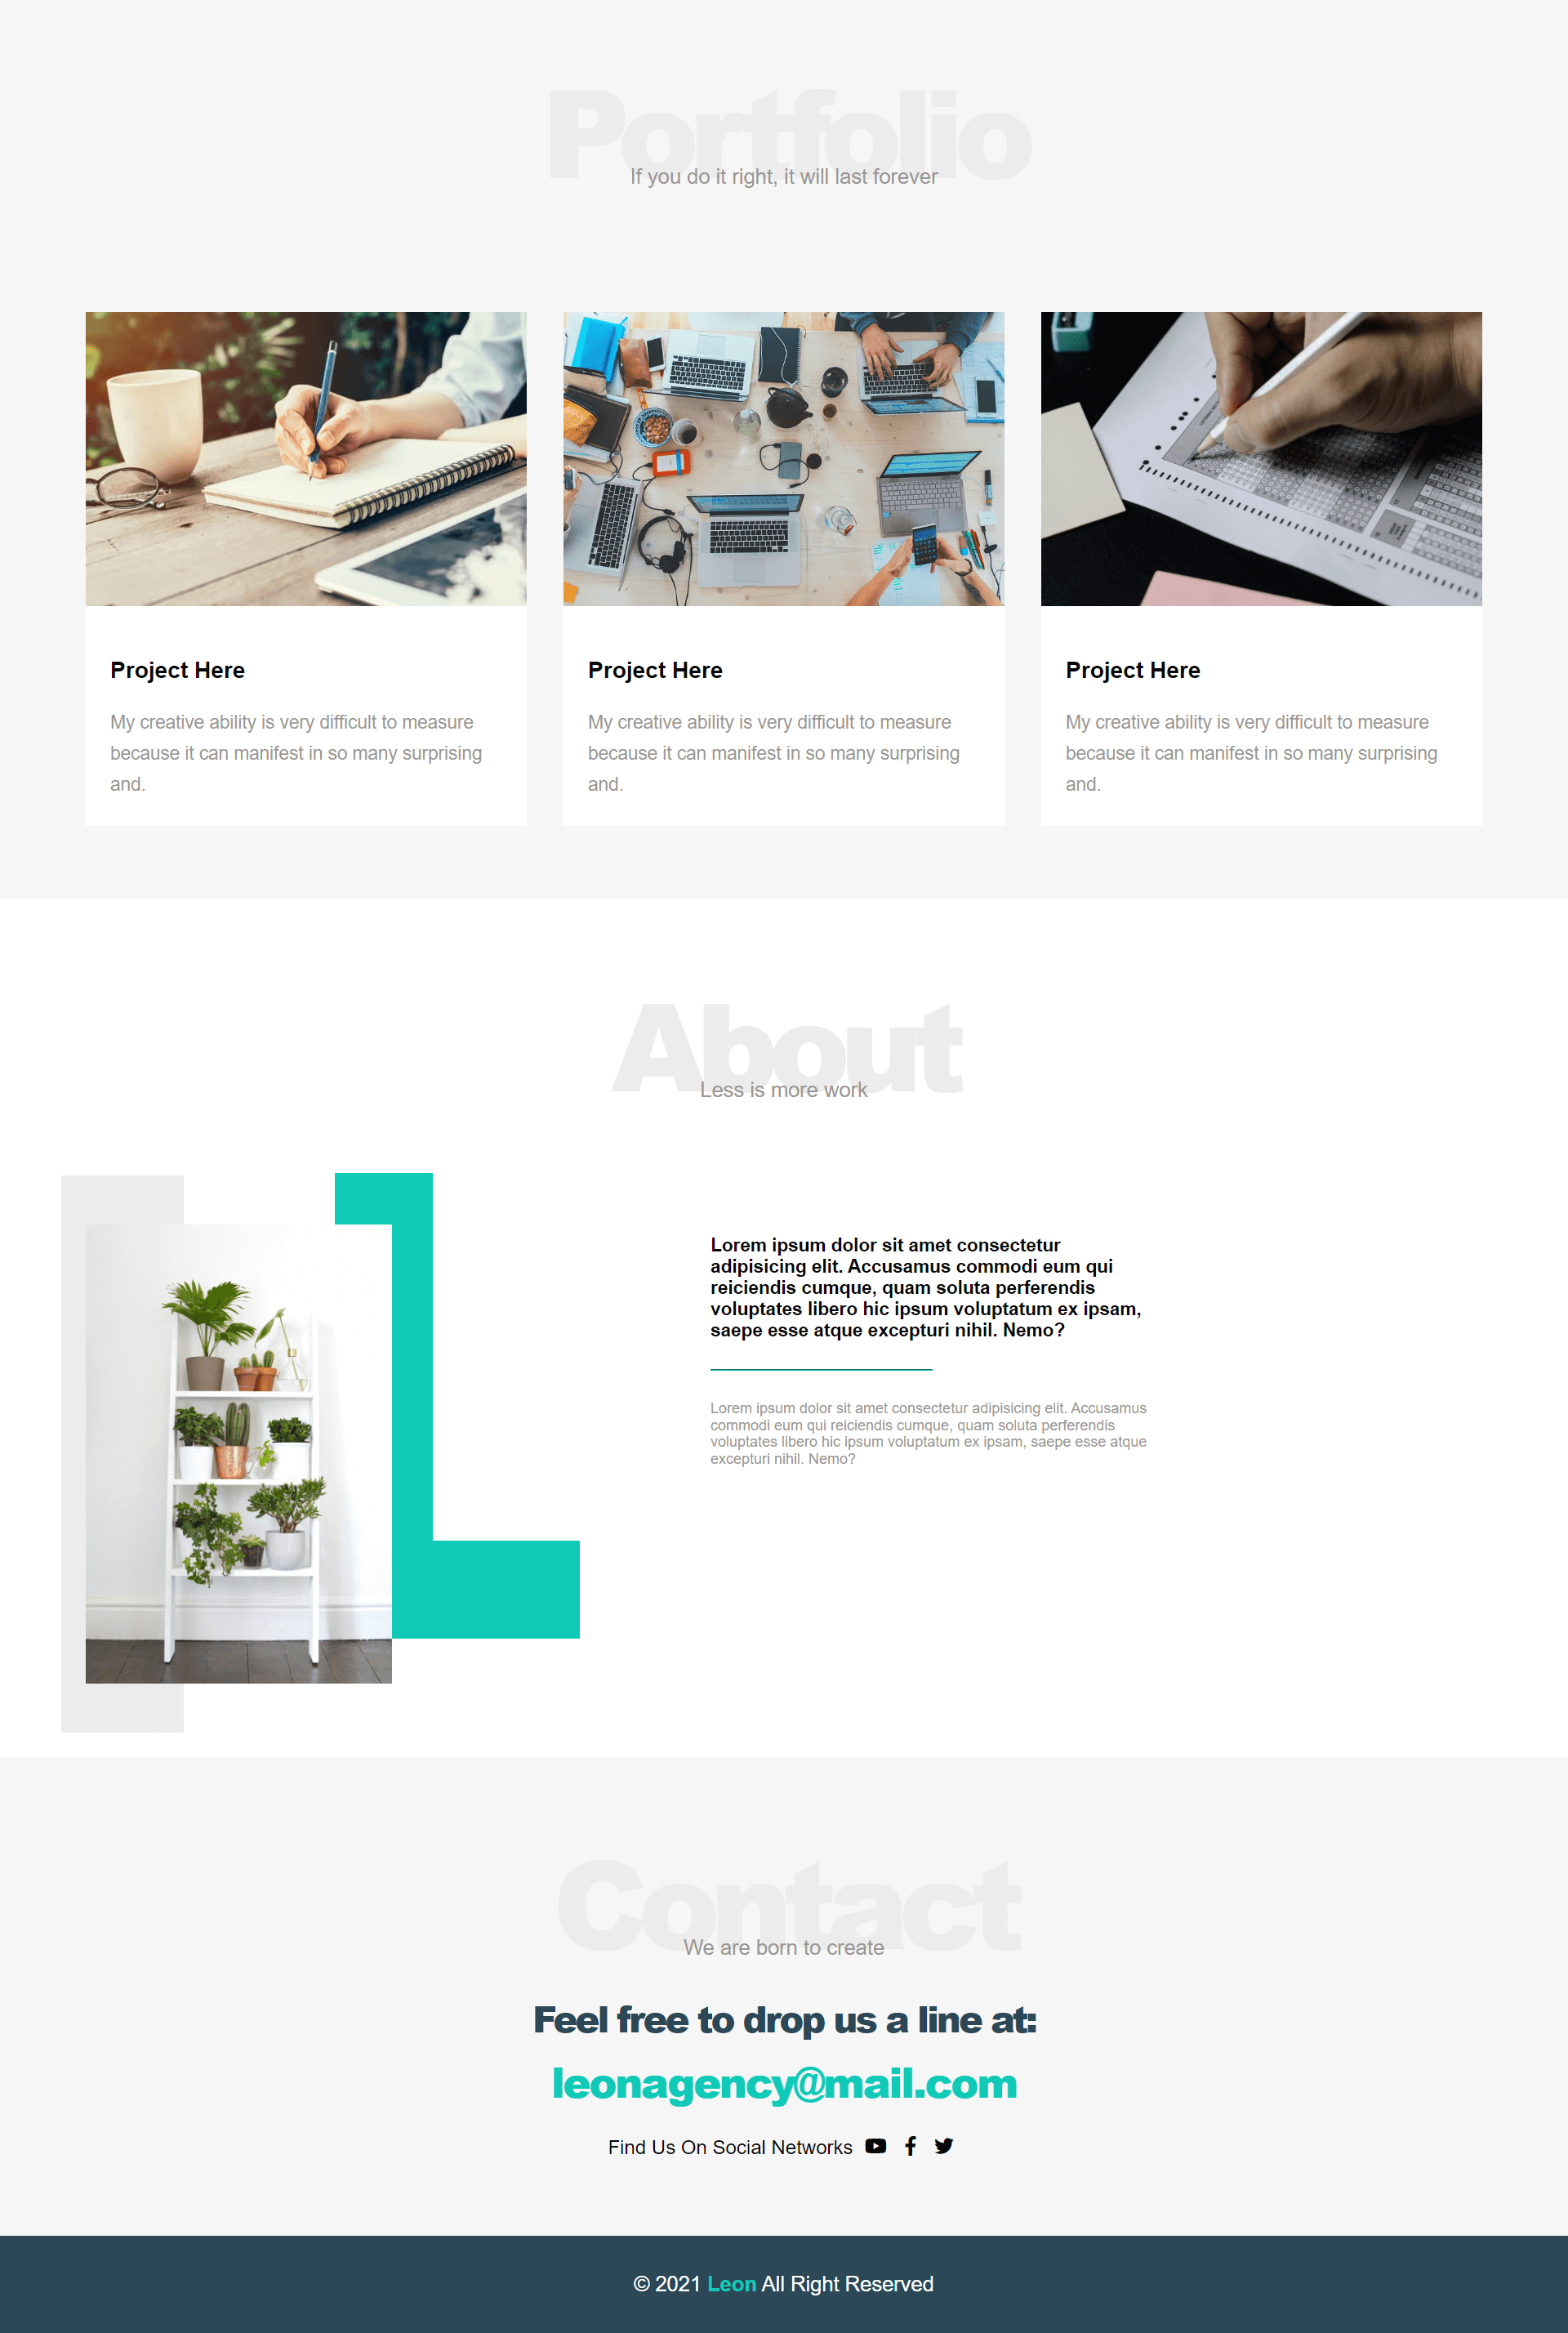 Portfolio
If you do it right, it will last forever
Project Here
My creative ability is very difficult to measure
because it can manifest in so many surprising
and.
Project Here
My creative ability is very difficult to measure
because it can manifest in so many surprising
and.
Project Here
My creative ability is very difficult to measure
because it can manifest in so many surprising
and.
About
Less is more work
Lorem ipsum dolor sit amet consectetur
adipisicing elit. Accusamus commodi eum qui
reiciendis cumque, quam soluta perferendis
voluptates libero hic ipsum voluptatum ex ipsam,
saepe esse atque excepturi nihil. Nemo?
Lorem ipsum dolor sit amet consectetur adipisicing elit. Accusamus
commodi eum qui reiciendis cumque, quam soluta perferendis
voluptates libero hic ipsum voluptatum ex ipsam, saepe esse atque
excepturi nihil. Nemo?
Contact
We are born to create
Feel free to drop us a line at:
leonagency@mail.com
Find Us On Social Networks
© 2021 Leon All Right Reserved